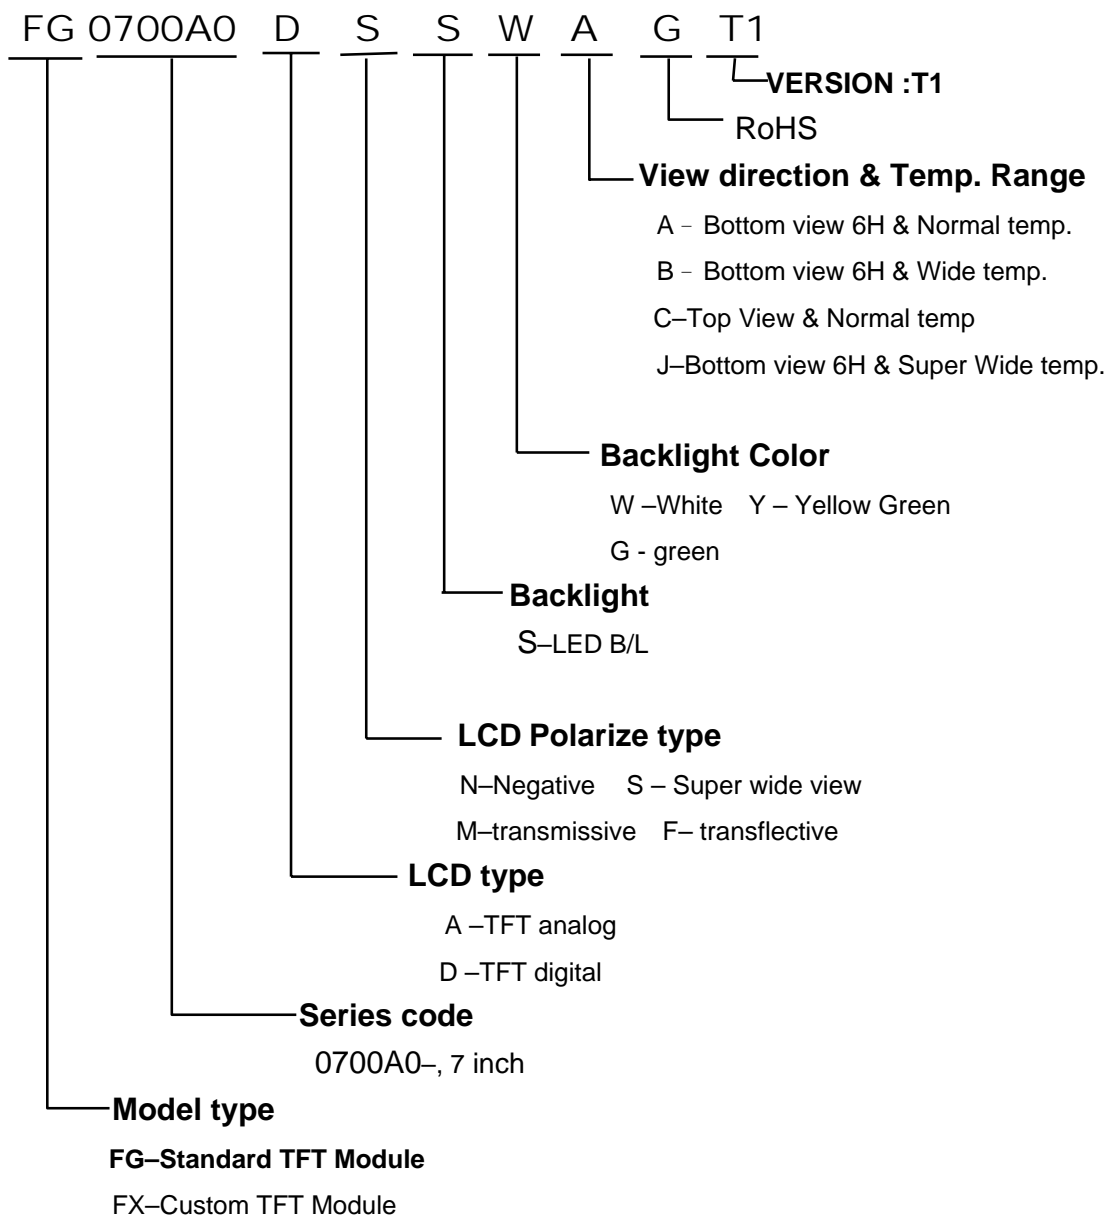 FG 0700A0 D S S W A G T1
VERSION :T1
RoHS
View direction & Temp. Range
A – Bottom view 6H & Normal temp.
B – Bottom view 6H & Wide temp.
C–Top View & Normal temp
J–Bottom view 6H & Super Wide temp.
Backlight Color
W –White Y – Yellow Green
G - green
Backlight
S–LED B/L
LCD Polarize type
N–Negative S – Super wide view
M–transmissive F– transflective
LCD type
A –TFT analog
D –TFT digital
Series code
0700A0–, 7 inch
Model type
FG–Standard TFT Module
FX–Custom TFT Module